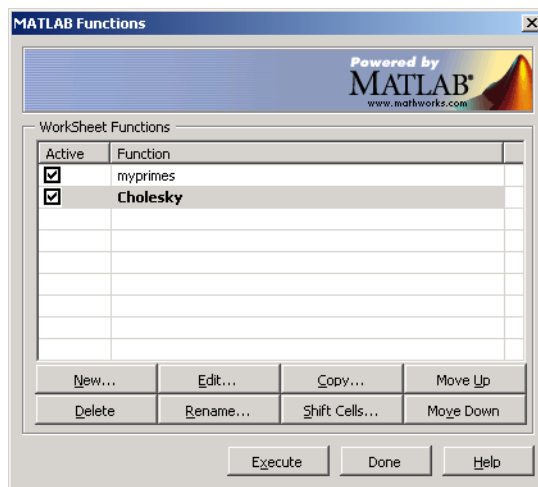 MATLAB Functions
Powered by
MATLAB®
www.mathworks.com
WorkSheet Functions
Active Function
myprimes
Cholesky
New... Edit... Copy... Move Up
Delete Rename... Shift Cells... Move Down
Execute Done Help